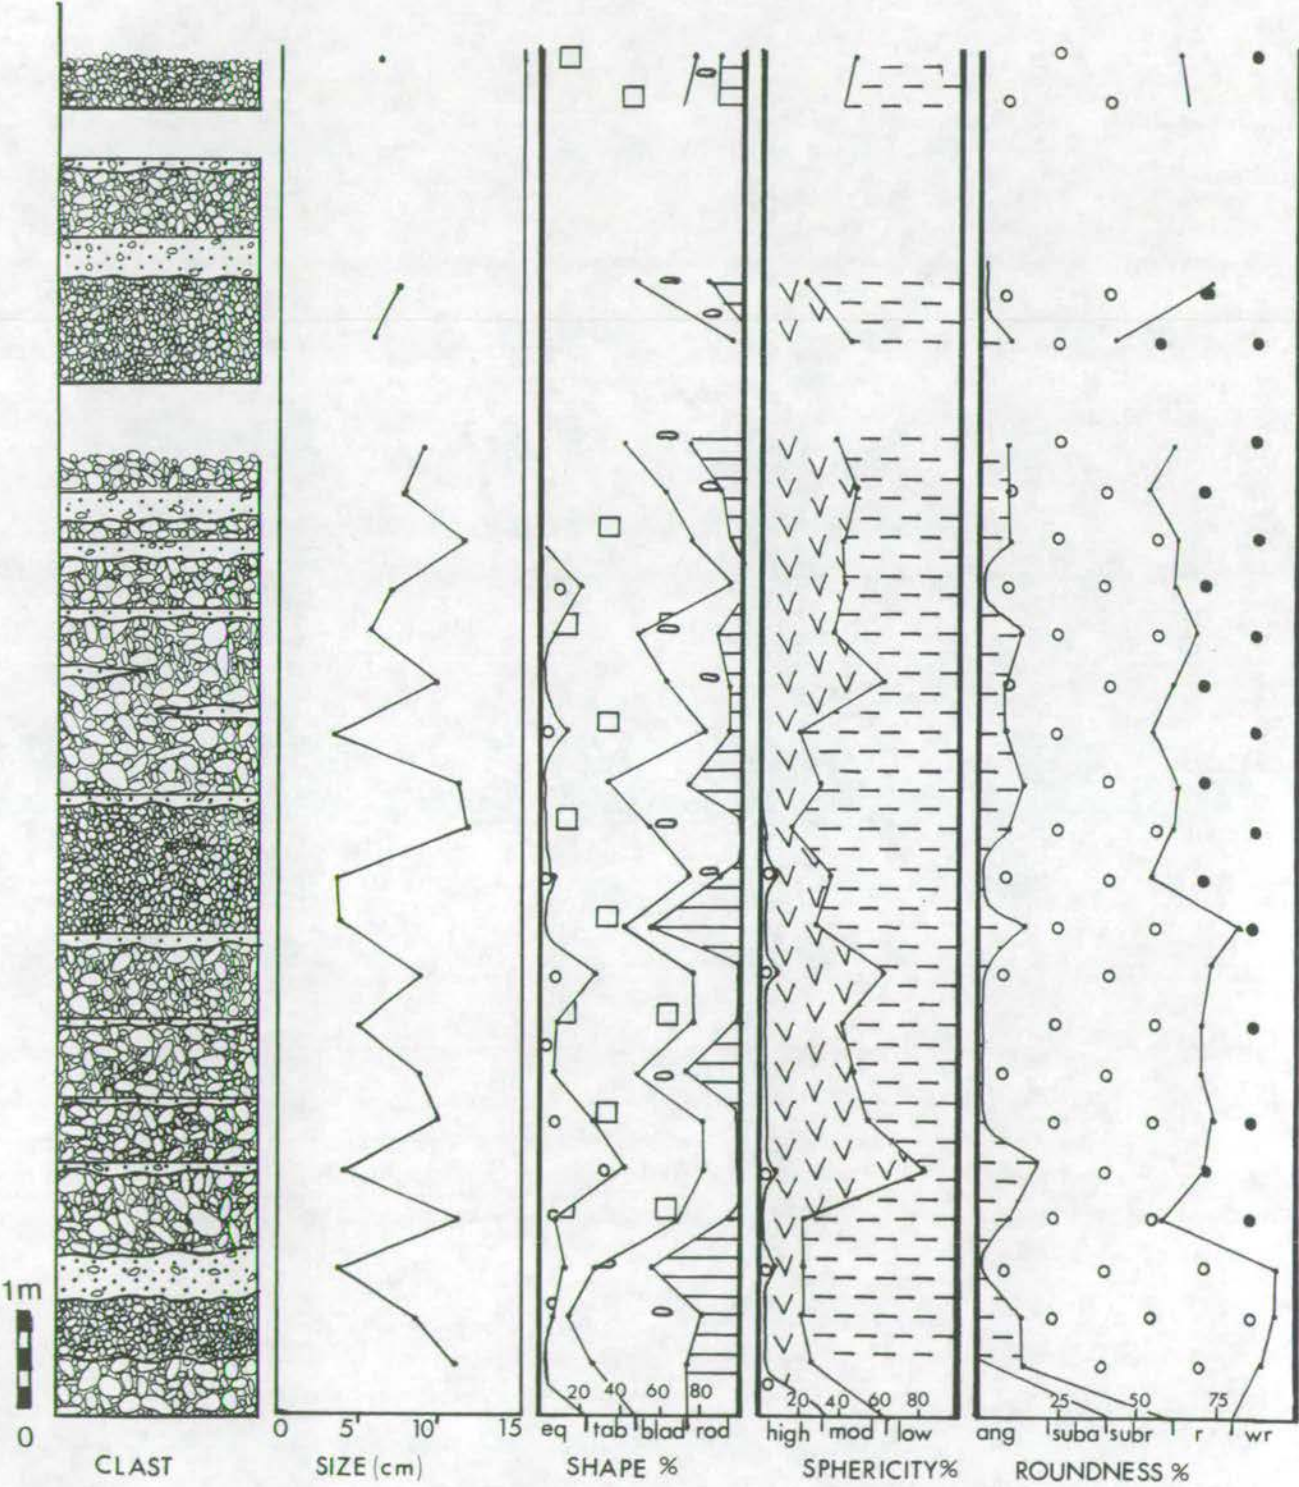 1m
0
20 40 60 80
20 40 60 80
25 50 75
0 5 10 15
eq tab blad rod
high mod low
ang suba subr r wr
CLAST
SIZE (cm)
SHAPE %
SPHERICITY%
ROUNDNESS %